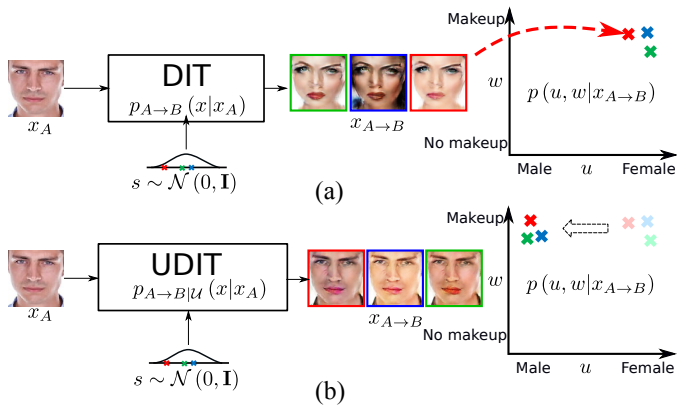 DIT
p_{A→B}(x|x_A)
x_A
x_{A→B}
s ∼ 𝒩(0, I)
(a)
Makeup
w
p(u, w|x_{A→B})
No makeup
Male u Female
UDIT
p_{A→B|𝒰}(x|x_A)
x_A
x_{A→B}
s ∼ 𝒩(0, I)
(b)
Makeup
w
p(u, w|x_{A→B})
No makeup
Male u Female